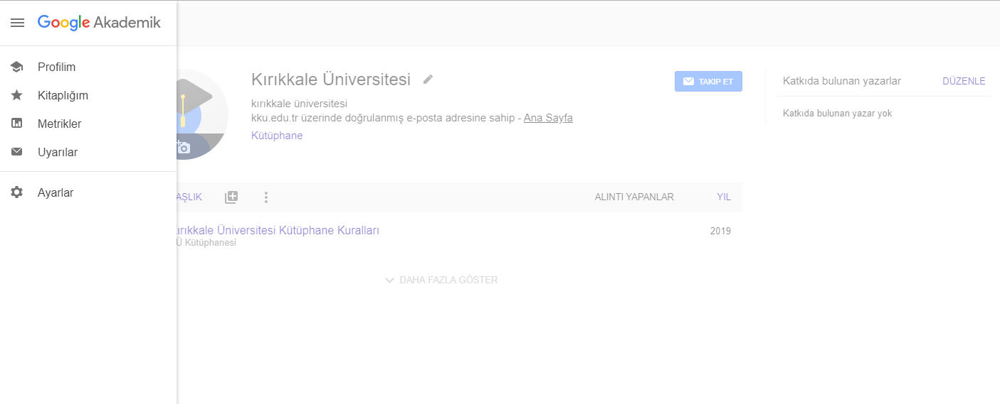 Google Akademik
Profilim
Kitaplığım
Metrikler
Uyarılar
Ayarlar
Kırıkkale Üniversitesi
kırıkkale üniversitesi
kku.edu.tr üzerinde doğrulanmış e-posta adresine sahip - Ana Sayfa
Kütüphane
TAKIP ET
Katkıda bulunan yazarlar DÜZENLE
Katkıda bulunan yazar yok
AŞLIK ALINTI YAPANLAR YIL
ırıkkale Üniversitesi Kütüphane Kuralları 2019
Ü Kütüphanesi
DAHA FAZLA GÖSTER